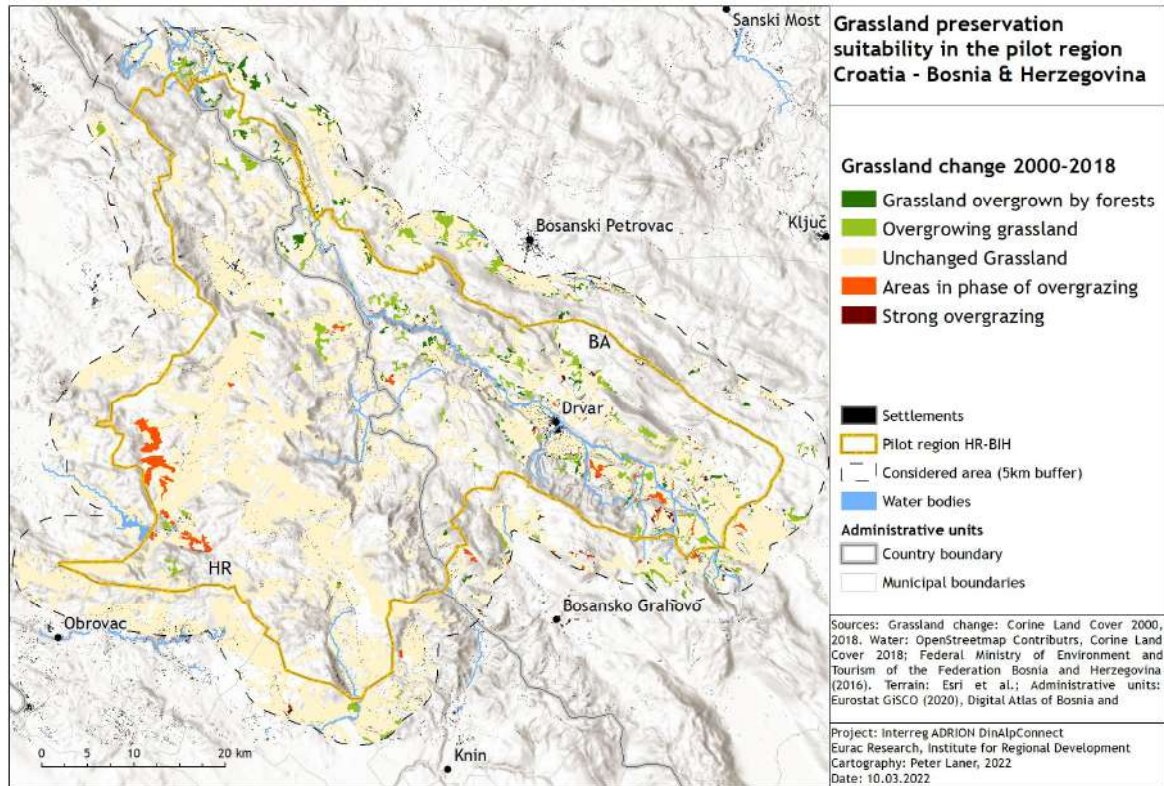 Grassland preservation
suitability in the pilot region
Croatia - Bosnia & Herzegovina
Grassland change 2000-2018
Grassland overgrown by forests
Overgrowing grassland
Unchanged Grassland
Areas in phase of overgrazing
Strong overgrazing
Settlements
Pilot region HR-BIH
Considered area (5km buffer)
Water bodies
Administrative units
Country boundary
Municipal boundaries
Sources: Grassland change: Corine Land Cover 2000,
2018. Water: OpenStreetmap Contributrs, Corine Land
Cover 2018; Federal Ministry of Environment and
Tourism of the Federation Bosnia and Herzegovina
(2016). Terrain: Esri et al.; Administrative units:
Eurostat GiSCO (2020), Digital Atlas of Bosnia and
Project: Interreg ADRION DinAlpConnect
Eurac Research, Institute for Regional Development
Cartography: Peter Laner, 2022
Date: 10.03.2022
Sanski Most
Bosanski Petrovac
Ključ
BA
Drvar
HR
Bosansko Grahovo
Obrovac
Knin
0 5 10 20 km